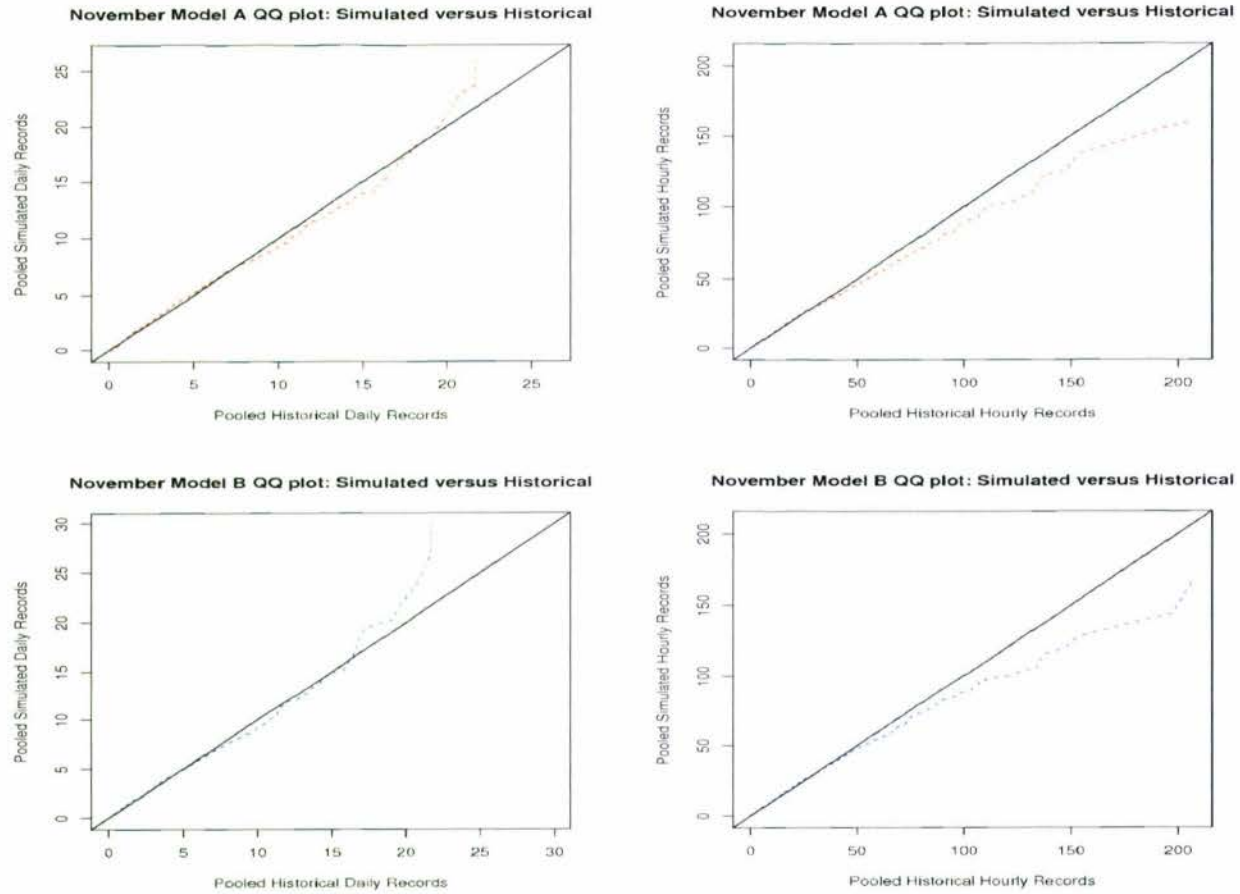 November Model A QQ plot: Simulated versus Historical
Pooled Simulated Daily Records
25
20
15
10
5
0
0 5 10 15 20 25
Pooled Historical Daily Records
November Model A QQ plot: Simulated versus Historical
Pooled Simulated Hourly Records
200
150
100
50
0
0 50 100 150 200
Pooled Historical Hourly Records
November Model B QQ plot: Simulated versus Historical
Pooled Simulated Daily Records
30
25
20
15
10
5
0
0 5 10 15 20 25 30
Pooled Historical Daily Records
November Model B QQ plot: Simulated versus Historical
Pooled Simulated Hourly Records
200
150
100
50
0
0 50 100 150 200
Pooled Historical Hourly Records